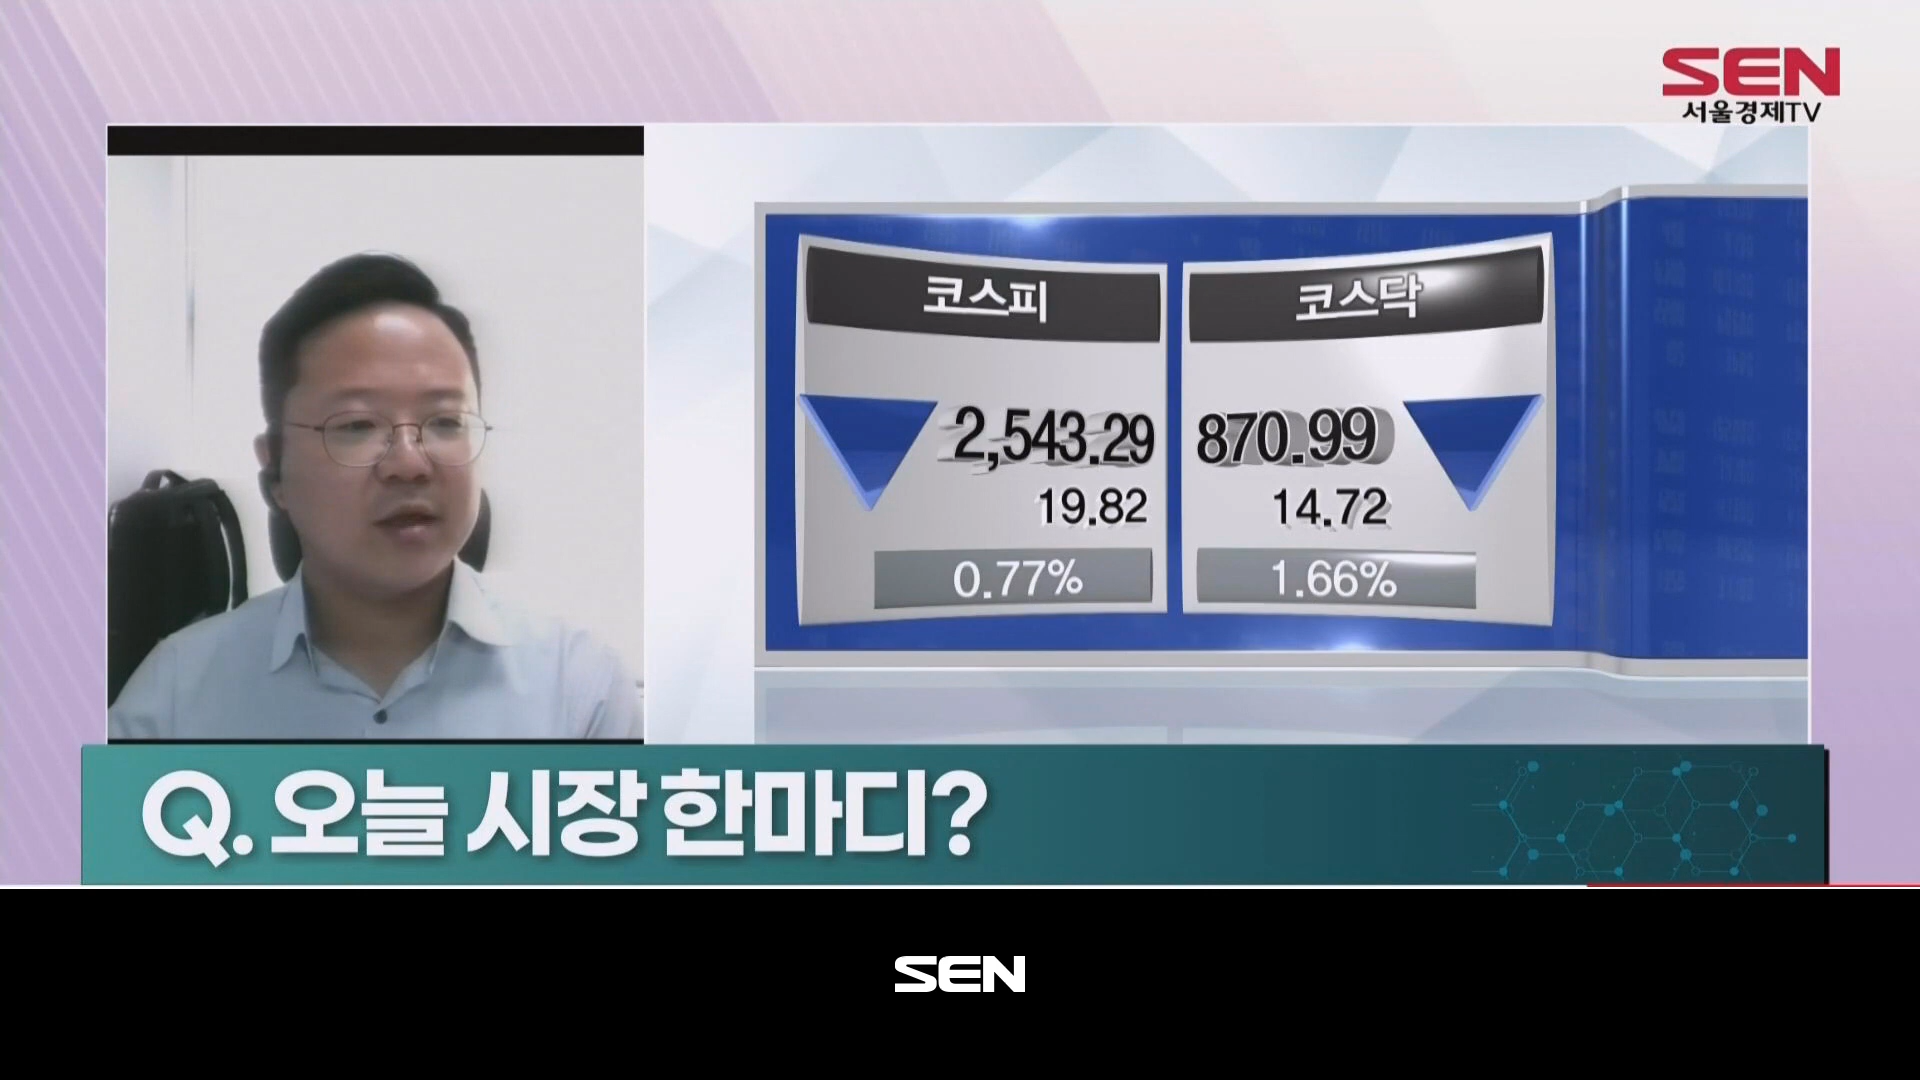 SEN
서울경제TV
코스피
2,543.29
19.82
0.77%
코스닥
870.99
14.72
1.66%
Q. 오늘 시장 한마디?
SEN